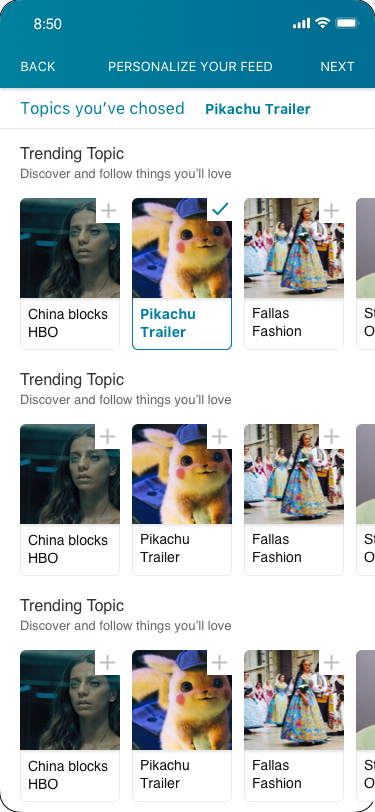 8:50
BACK PERSONALIZE YOUR FEED NEXT
Topics you've chosed Pikachu Trailer
Trending Topic
Discover and follow things you'll love
China blocks
HBO
Pikachu
Trailer
Fallas
Fashion
St
O
Trending Topic
Discover and follow things you'll love
China blocks
HBO
Pikachu
Trailer
Fallas
Fashion
St
O
Trending Topic
Discover and follow things you'll love
China blocks
HBO
Pikachu
Trailer
Fallas
Fashion
St
O